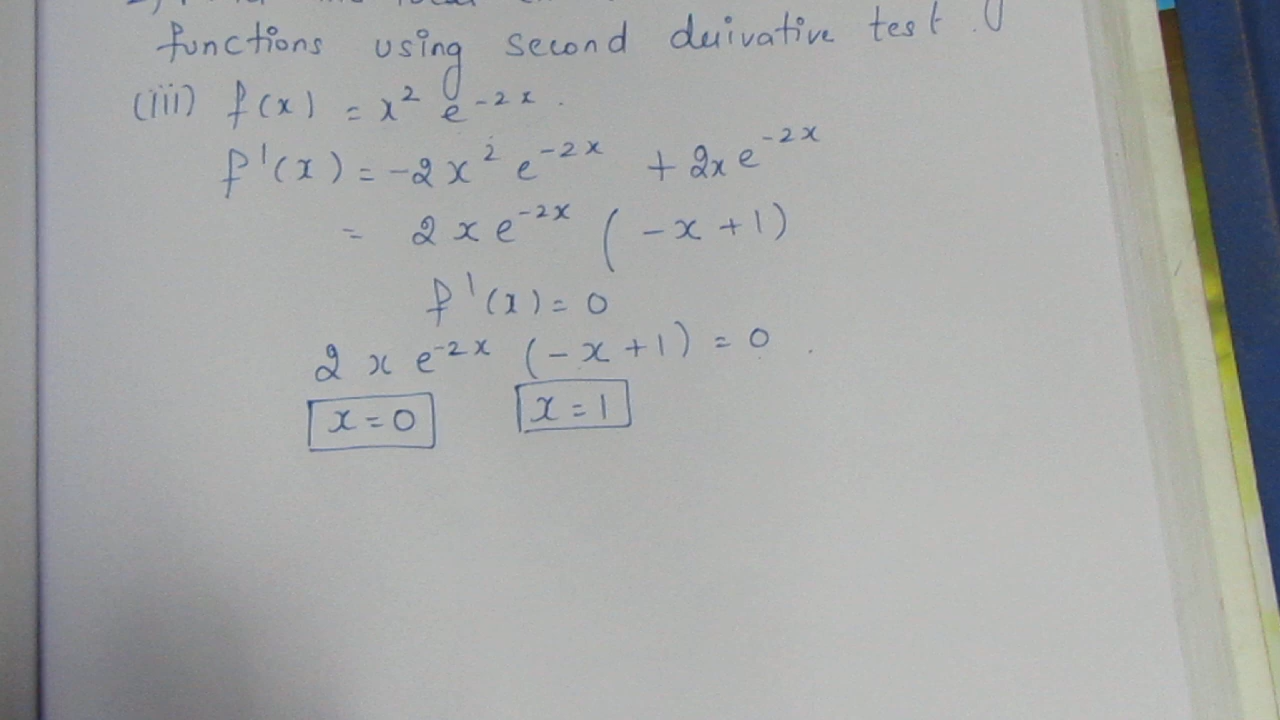 functions using second deivative test.
(iii) f(x) = x² e^{-2x}.
f'(x) = -2x² e^{-2x} + 2x e^{-2x}
= 2x e^{-2x} (-x+1)
f'(x) = 0
2x e^{-2x} (-x+1) = 0.
x=0 x=1